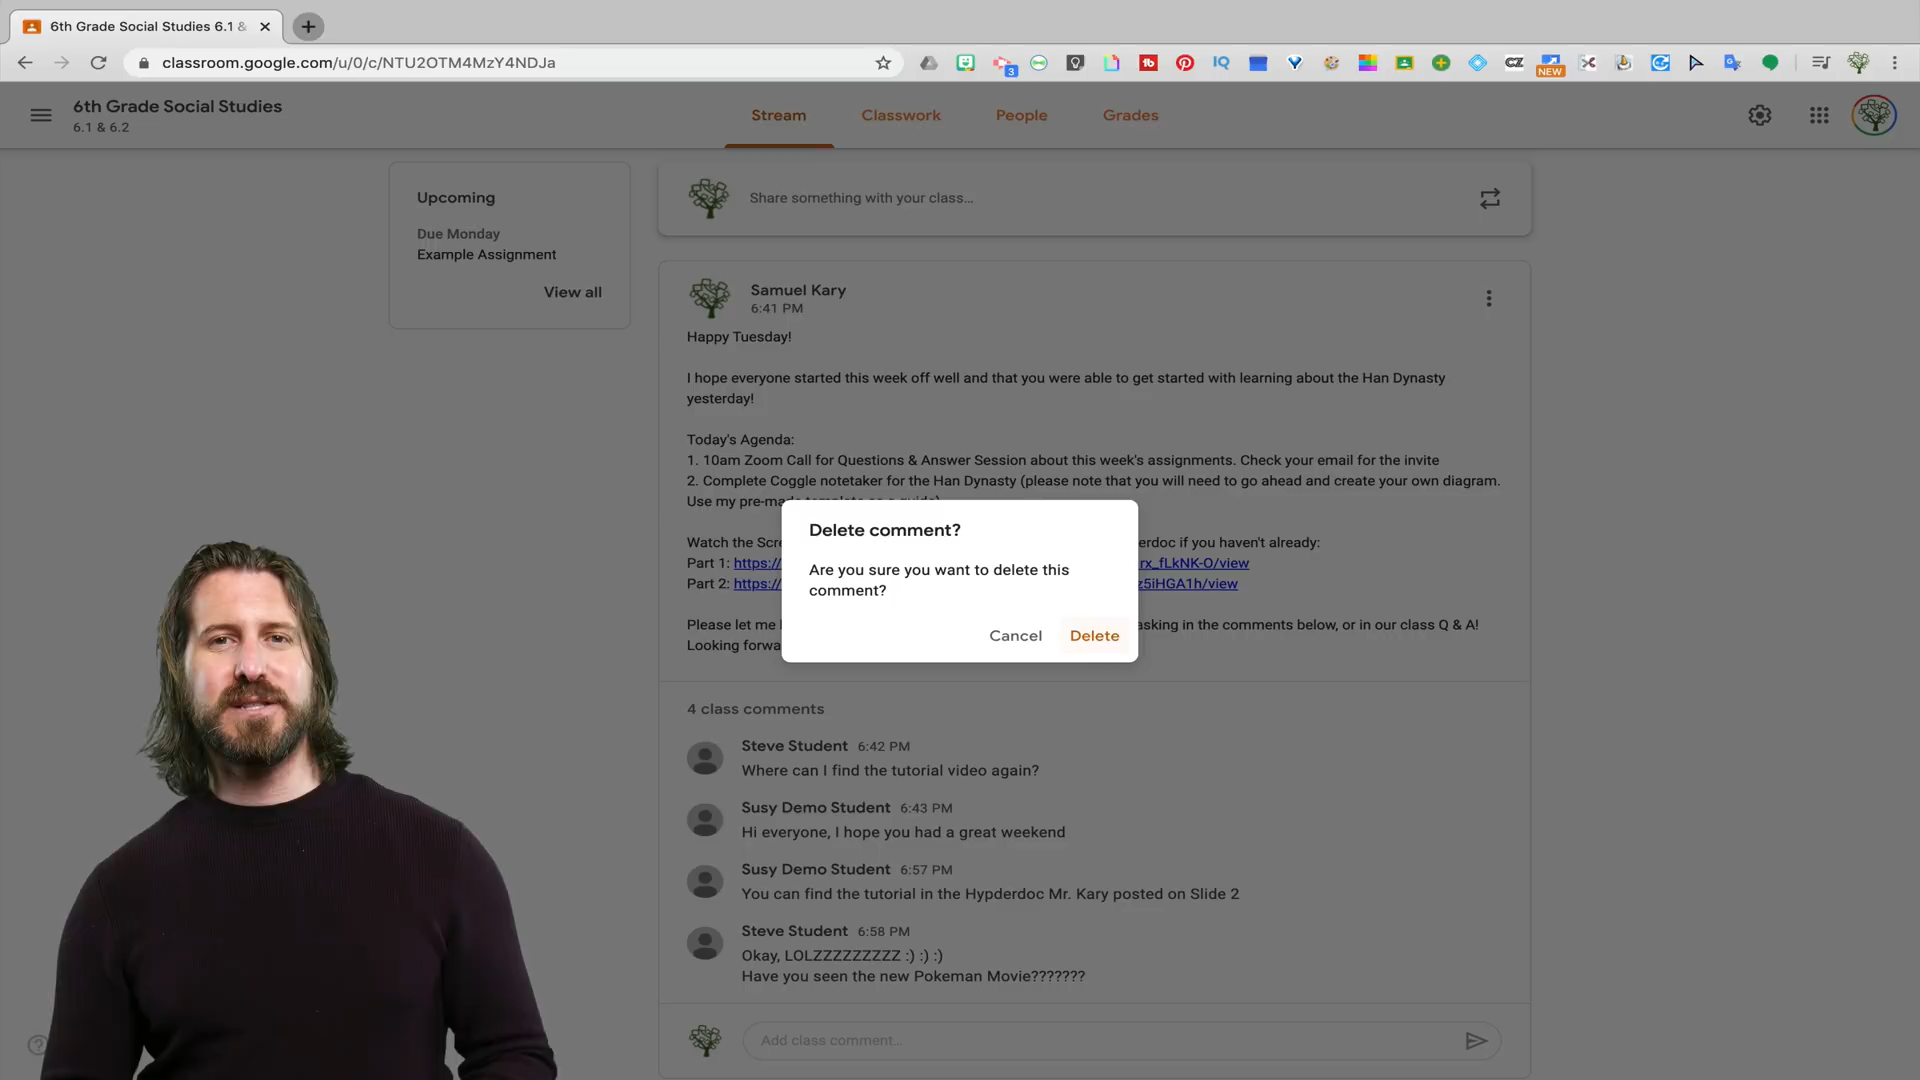 6th Grade Social Studies 6.1 &
classroom.google.com/u/0/c/NTU2OTM4MzY4NDJa
IQ
CZ
3
NEW
6th Grade Social Studies
6.1 & 6.2
Stream
Classwork
People
Grades
Upcoming
Due Monday
Example Assignment
View all
Share something with your class...
Samuel Kary
6:41 PM
Happy Tuesday!
I hope everyone started this week off well and that you were able to get started with learning about the Han Dynasty
yesterday!
Today's Agenda:
1. 10am Zoom Call for Questions & Answer Session about this week's assignments. Check your email for the invite
2. Complete Coggle notetaker for the Han Dynasty (please note that you will need to go ahead and create your own diagram.
Use my pre-made template as a guide)
Watch the Scre erdoc if you haven't already:
Part 1: https:/ rx_fLkNK-O/view
Part 2: https:/ z5iHGA1h/view
Please let me asking in the comments below, or in our class Q & A!
Looking forwa
Delete comment?
Are you sure you want to delete this
comment?
Cancel
Delete
4 class comments
Steve Student 6:42 PM
Where can I find the tutorial video again?
Susy Demo Student 6:43 PM
Hi everyone, I hope you had a great weekend
Susy Demo Student 6:57 PM
You can find the tutorial in the Hypderdoc Mr. Kary posted on Slide 2
Steve Student 6:58 PM
Okay, LOLZZZZZZZZZ :) :) :)
Have you seen the new Pokeman Movie???????
Add class comment...